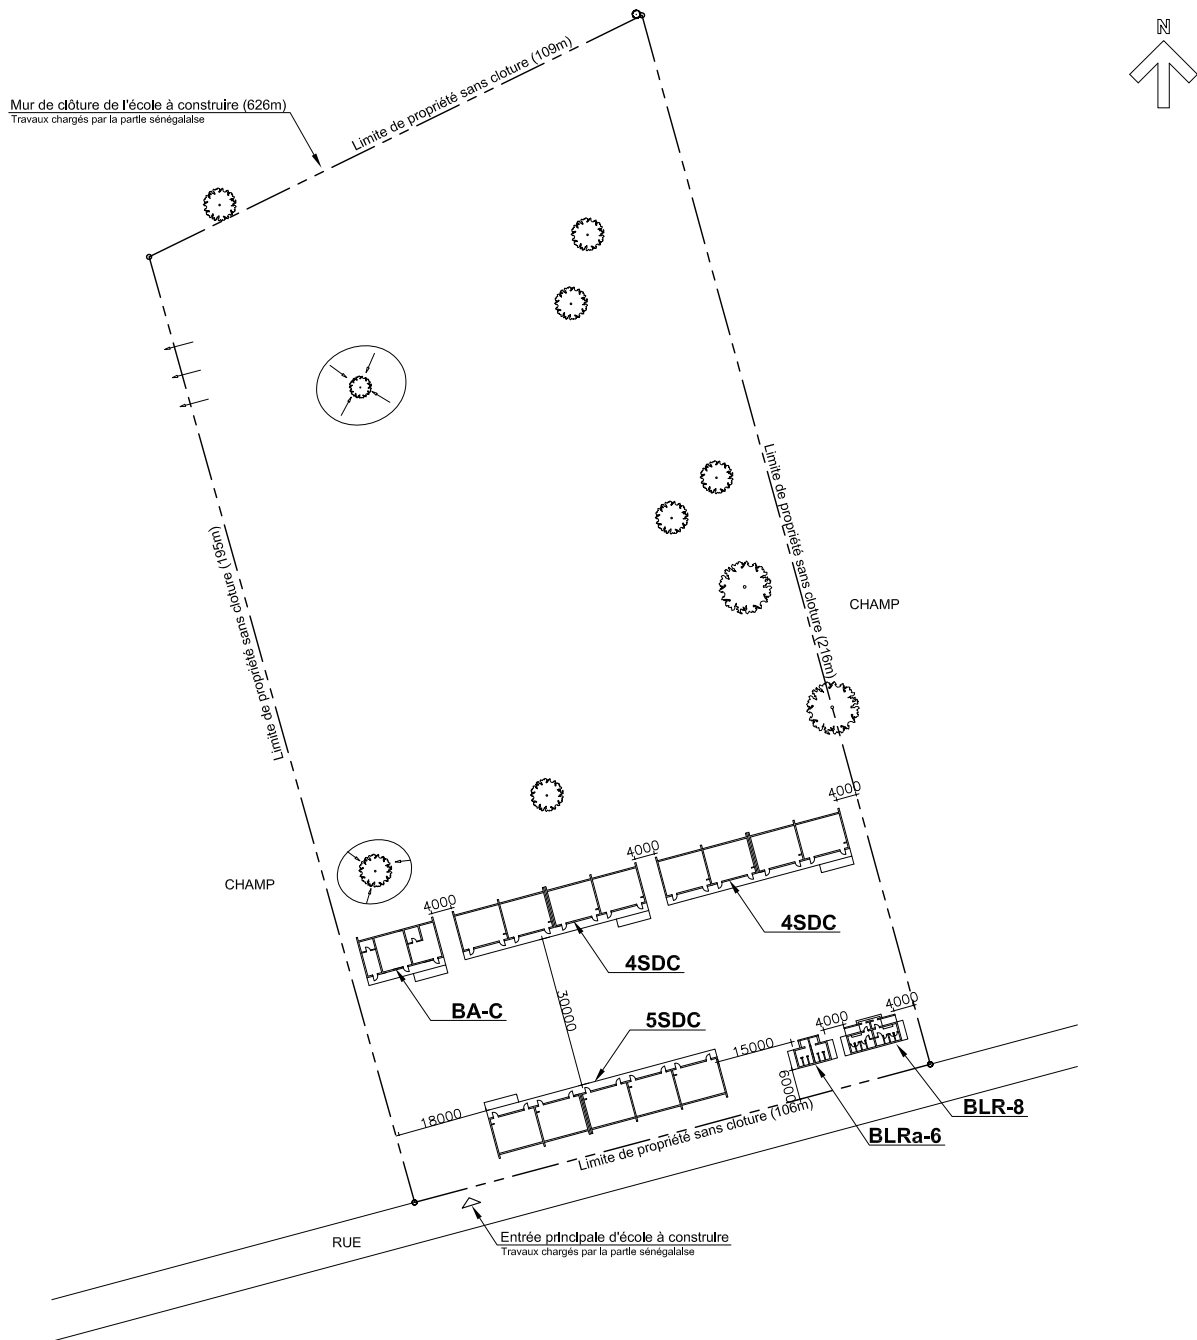 N
Limite de propriété sans cloture (109m)
Mur de clôture de l'école à construire (626m)
Travaux chargés par la partie sénégalaise
Limite de propriété sans cloture (216m)
Limite de propriété sans cloture (195m)
CHAMP
4000
4000
4SDC
CHAMP
4000
4SDC
BA-C
30000
5SDC
4000
4000
15000
6000
18000
BLR-8
Limite de propriété sans cloture (106m)
BLRa-6
Entrée principale d'école à construire
Travaux chargés par la partie sénégalaise
RUE